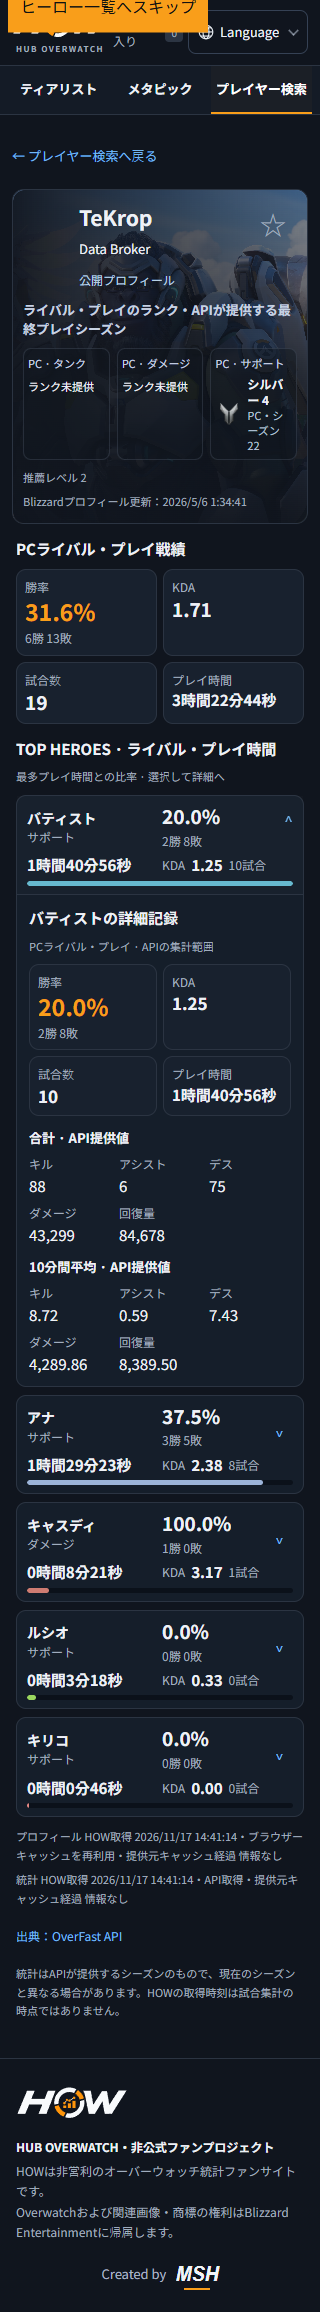 ヒーロー一覧へスキップ
HUB OVERWATCH
入り
0
Language
ティアリスト
メタピック
プレイヤー検索
← プレイヤー検索へ戻る
TeKrop
Data Broker
公開プロフィール
ライバル・プレイのランク・APIが提供する最
終プレイシーズン
PC · タンク
ランク未提供
PC · ダメージ
ランク未提供
PC · サポート
シルバ
ー 4
PC・シ
ーズン
22
推薦レベル 2
Blizzardプロフィール更新：2026/5/6 1:34:41
PCライバル・プレイ戦績
勝率
31.6%
6勝 13敗
KDA
1.71
試合数
19
プレイ時間
3時間22分44秒
TOP HEROES · ライバル・プレイ時間
最多プレイ時間との比率 · 選択して詳細へ
バティスト
サポート
1時間40分56秒
20.0%
2勝 8敗
KDA 1.25 10試合
バティストの詳細記録
PCライバル・プレイ · APIの集計範囲
勝率
20.0%
2勝 8敗
KDA
1.25
試合数
10
プレイ時間
1時間40分56秒
合計 · API提供値
キル
88
アシスト
6
デス
75
ダメージ
43,299
回復量
84,678
10分間平均 · API提供値
キル
8.72
アシスト
0.59
デス
7.43
ダメージ
4,289.86
回復量
8,389.50
アナ
サポート
1時間29分23秒
37.5%
3勝 5敗
KDA 2.38 8試合
キャスディ
ダメージ
0時間8分21秒
100.0%
1勝 0敗
KDA 3.17 1試合
ルシオ
サポート
0時間3分18秒
0.0%
0勝 0敗
KDA 0.33 0試合
キリコ
サポート
0時間0分46秒
0.0%
0勝 0敗
KDA 0.00 0試合
プロフィール HOW取得 2026/11/17 14:41:14・ブラウザー
キャッシュを再利用・提供元キャッシュ経過 情報なし
統計 HOW取得 2026/11/17 14:41:14・API取得・提供元キ
ャッシュ経過 情報なし
出典：OverFast API
統計はAPIが提供するシーズンのもので、現在のシーズン
と異なる場合があります。HOWの取得時刻は試合集計の
時点ではありません。
HOW
HUB OVERWATCH・非公式ファンプロジェクト
HOWは非営利のオーバーウォッチ統計ファンサイト
です。
Overwatchおよび関連画像・商標の権利はBlizzard
Entertainmentに帰属します。
Created by MSH